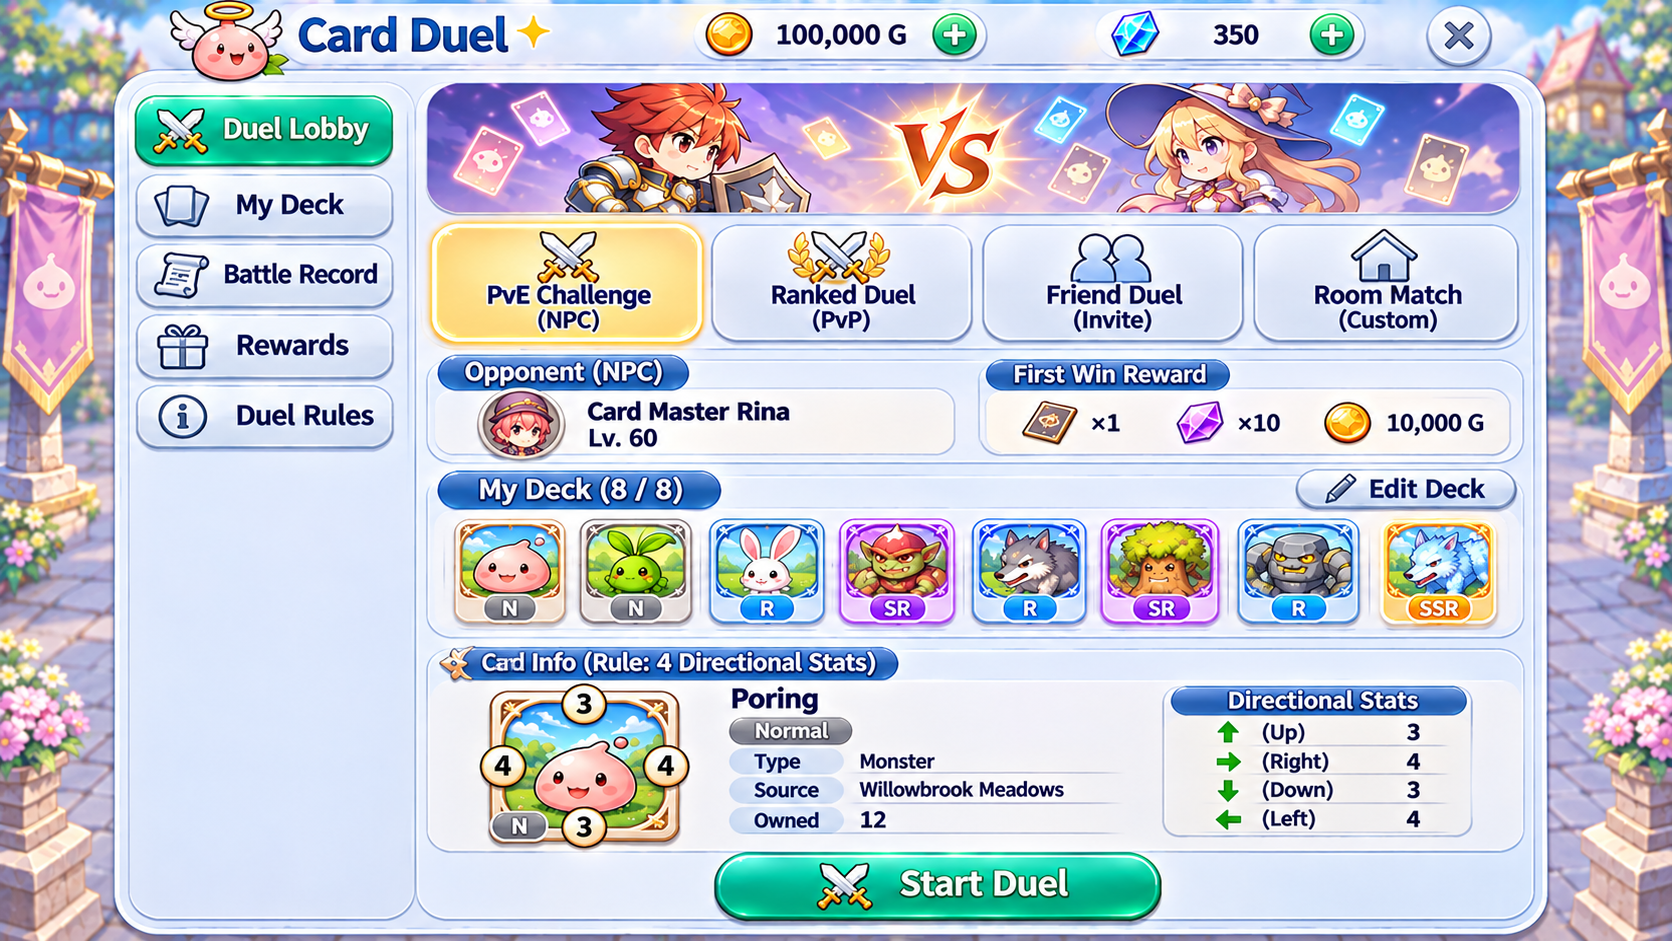 Card Duel
100,000 G
350
Duel Lobby
My Deck
Battle Record
Rewards
Duel Rules
VS
PvE Challenge
(NPC)
Ranked Duel
(PvP)
Friend Duel
(Invite)
Room Match
(Custom)
Opponent (NPC)
Card Master Rina
Lv. 60
First Win Reward
×1
×10
10,000 G
My Deck (8 / 8)
Edit Deck
N
N
R
SR
R
SR
R
SSR
Card Info (Rule: 4 Directional Stats)
3
4
4
N
3
Poring
Normal
Type Monster
Source Willowbrook Meadows
Owned 12
Directional Stats
(Up) 3
(Right) 4
(Down) 3
(Left) 4
Start Duel